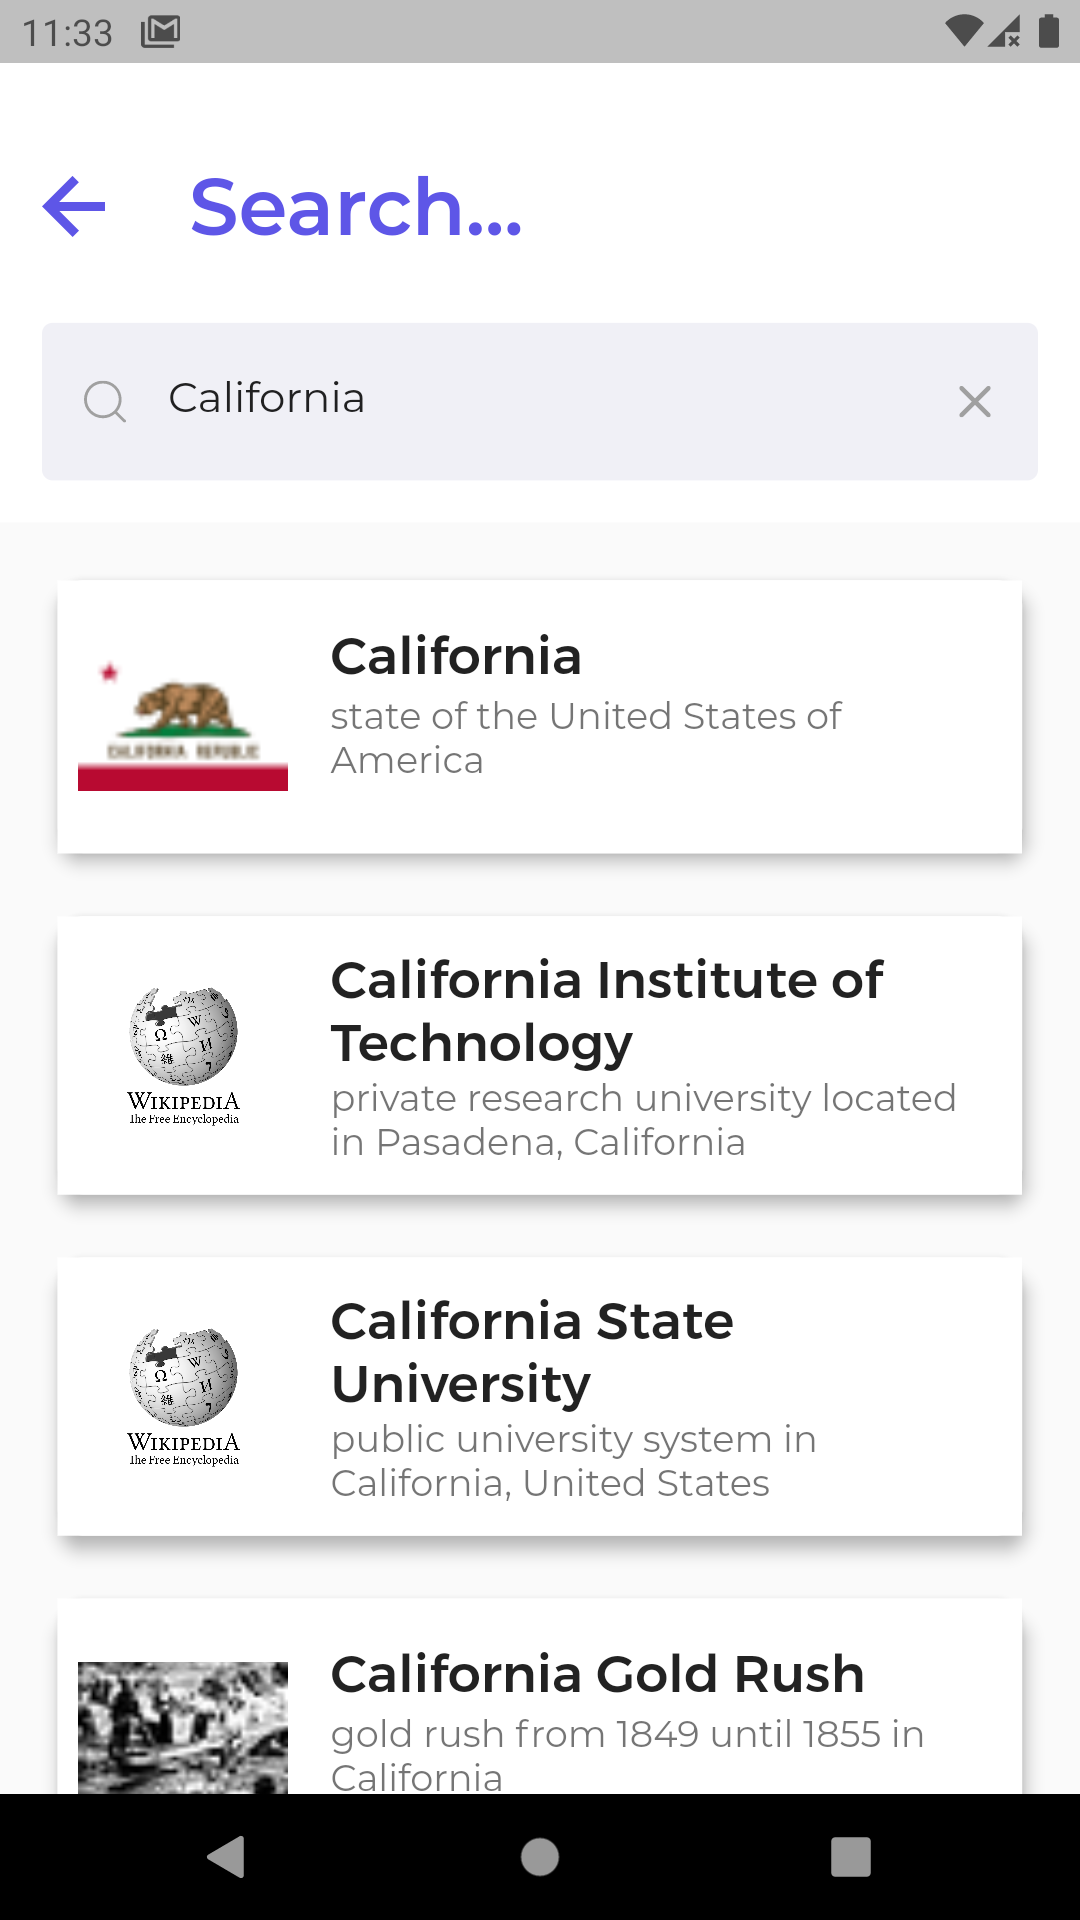 11:33
Search...
California
CALIFORNIA REPUBLIC
California
state of the United States of
America
WIKIPEDIA
The Free Encyclopedia
California Institute of
Technology
private research university located
in Pasadena, California
WIKIPEDIA
The Free Encyclopedia
California State
University
public university system in
California, United States
California Gold Rush
gold rush from 1849 until 1855 in
California